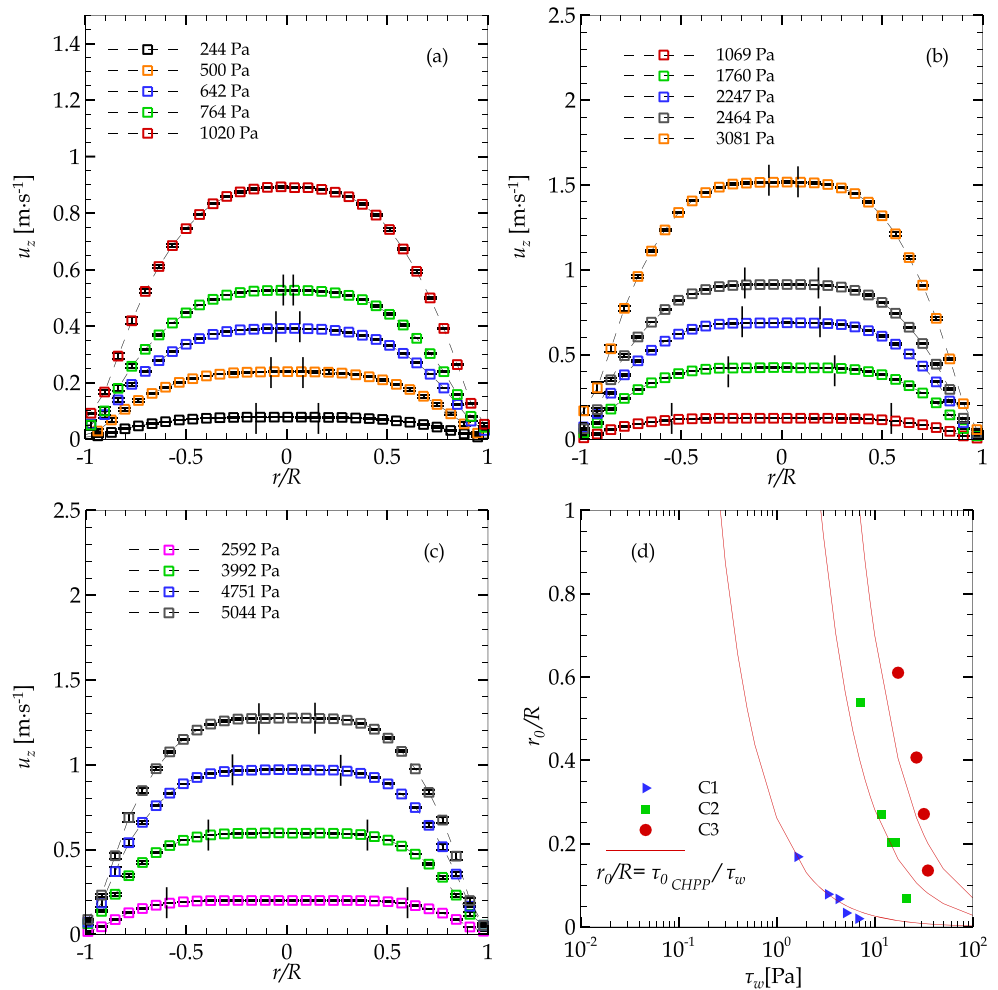 (a)
244 Pa
500 Pa
642 Pa
764 Pa
1020 Pa
u_z [m·s⁻¹]
1.4
1.2
1
0.8
0.6
0.4
0.2
0
-1 -0.5 0 0.5 1
r/R
(b)
1069 Pa
1760 Pa
2247 Pa
2464 Pa
3081 Pa
u_z [m·s⁻¹]
2.5
2
1.5
1
0.5
0
-1 -0.5 0 0.5 1
r/R
(c)
2592 Pa
3992 Pa
4751 Pa
5044 Pa
u_z [m·s⁻¹]
2.5
2
1.5
1
0.5
0
-1 -0.5 0 0.5 1
r/R
(d)
C1
C2
C3
r₀/R= τ₀ CHPP / τ_w
r₀/R
1
0.8
0.6
0.4
0.2
0
10⁻² 10⁻¹ 10⁰ 10¹ 10²
τ_w[Pa]